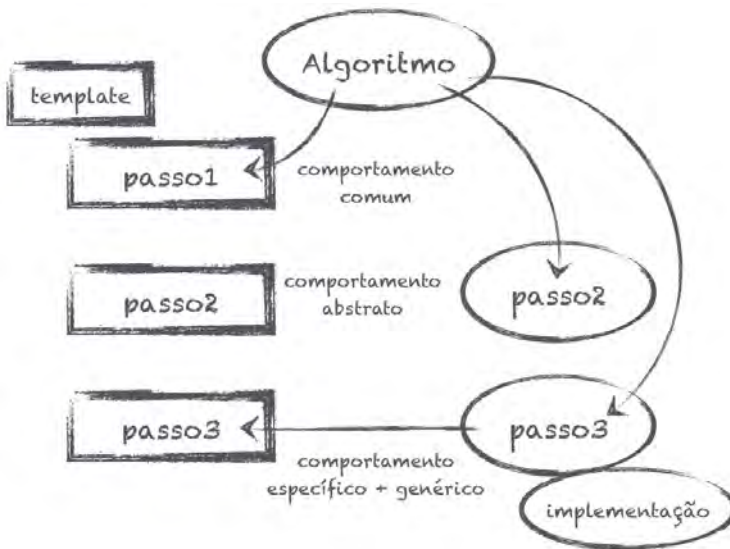 Algoritmo
template
passo1
comportamento
comum
passo2
comportamento
abstrato
passo2
passo3
passo3
comportamento
específico + genérico
implementação